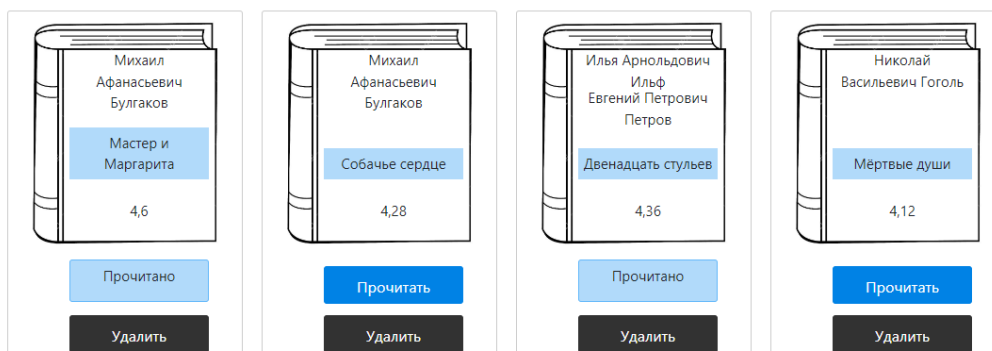 Михаил
Афанасьевич
Булгаков
Мастер и
Маргарита
4,6
Прочитано
Удалить
Михаил
Афанасьевич
Булгаков
Собачье сердце
4,28
Прочитать
Удалить
Илья Арнольдович
Ильф
Евгений Петрович
Петров
Двенадцать стульев
4,36
Прочитано
Удалить
Николай
Васильевич Гоголь
Мёртвые души
4,12
Прочитать
Удалить